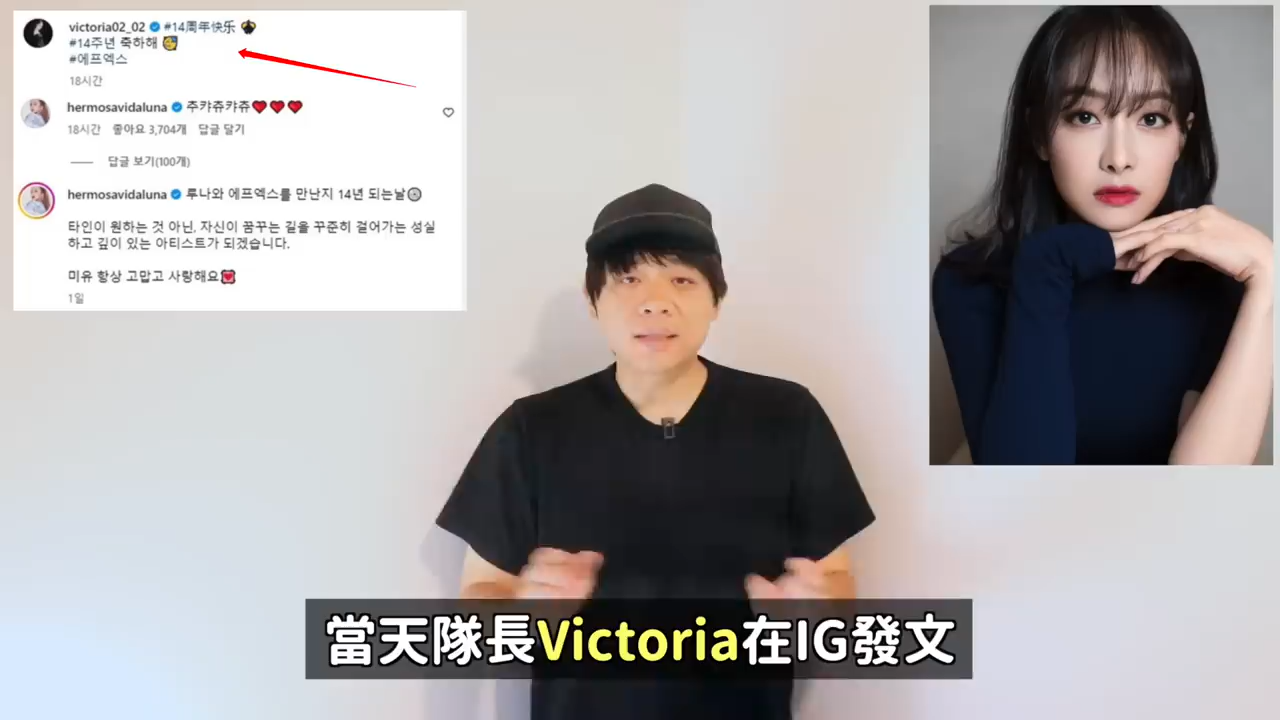 victoria02_02 #14周年快乐
#14주년 축하해
#에프엑스
18시간
hermosavidaluna 추캬츄캬츄❤❤❤
18시간 좋아요 3,704개 답글 달기
답글 보기(100개)
hermosavidaluna 루나와 에프엑스를 만난지 14년 되는날
타인이 원하는 것 아닌, 자신이 꿈꾸는 길을 꾸준히 걸어가는 성실
하고 깊이 있는 아티스트가 되겠습니다.
미유 항상 고맙고 사랑해요
1일
當天隊長Victoria在IG發文